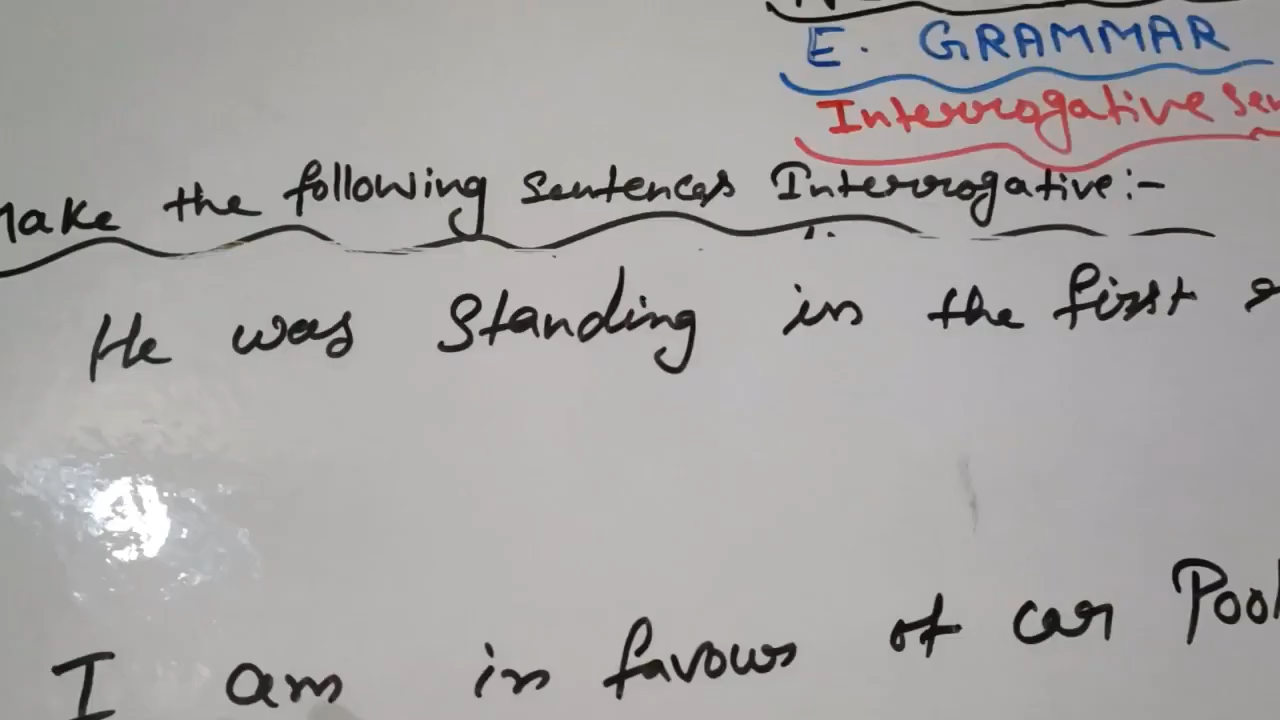 E. GRAMMAR
Interrogative
Make the following sentences Interrogative:-
He was standing in the first
I am in favour of car Pool